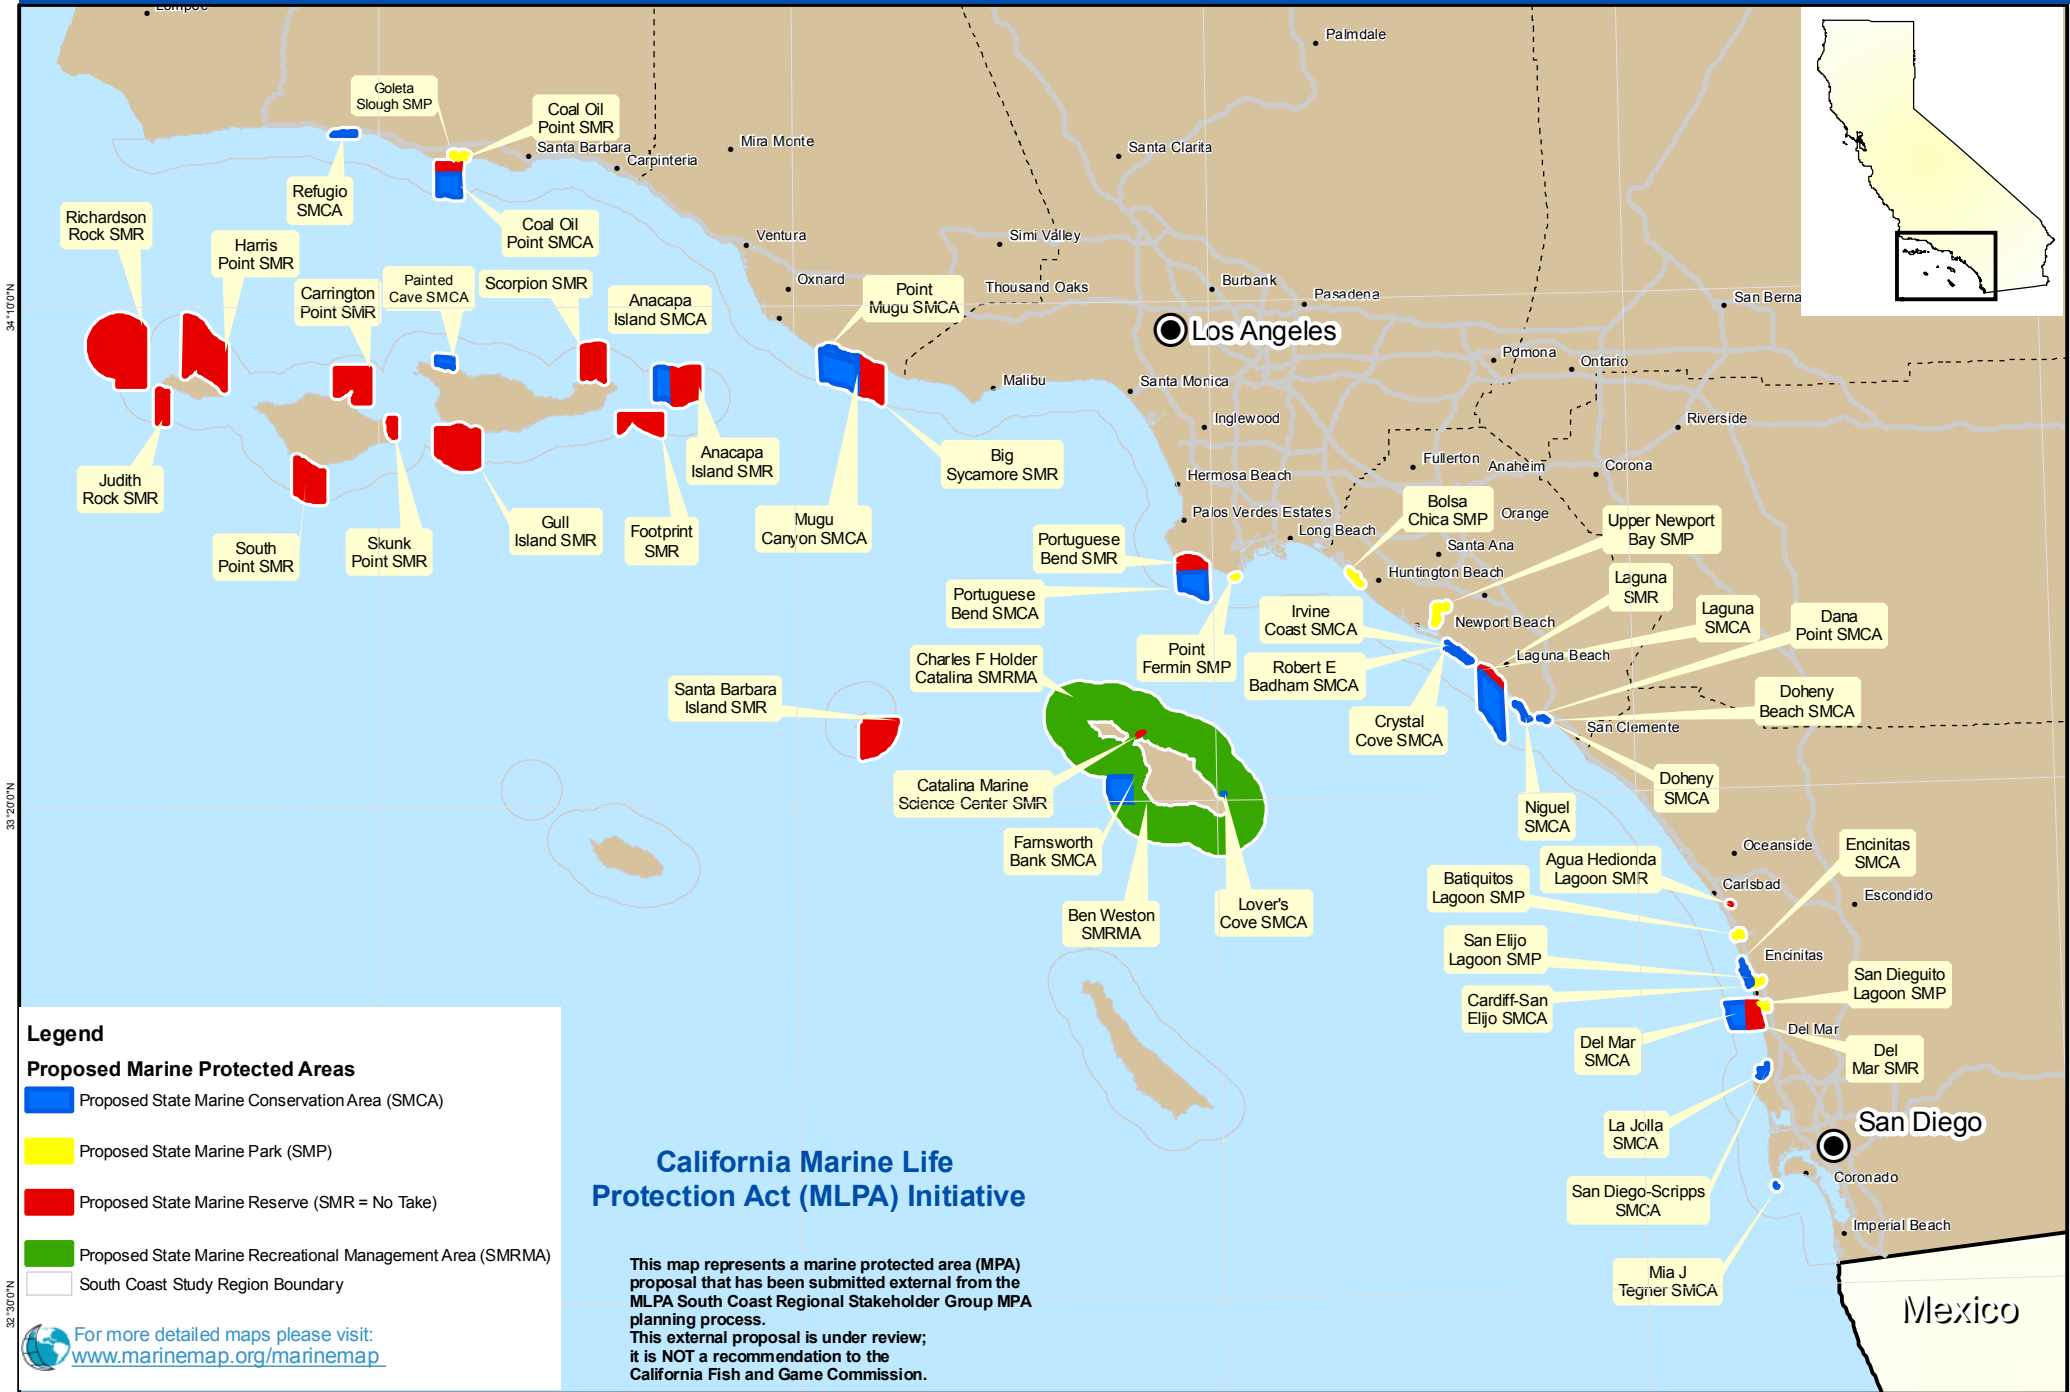 Lompoc
Palmdale
Goleta
Slough SMP
Coal Oil
Point SMR
Santa Barbara
Carpinteria
Mira Monte
Santa Clarita
Refugio
SMCA
Richardson
Rock SMR
Harris
Point SMR
Coal Oil
Point SMCA
Ventura
Simi Valley
Carrington
Point SMR
Painted
Cave SMCA
Scorpion SMR
Anacapa
Island SMCA
Oxnard
Point
Mugu SMCA
Thousand Oaks
Burbank
Pasadena
San Berna
Los Angeles
Pomona
Ontario
Malibu
Santa Monica
Inglewood
Riverside
Judith
Rock SMR
South
Point SMR
Skunk
Point SMR
Gull
Island SMR
Footprint
SMR
Anacapa
Island SMR
Mugu
Canyon SMCA
Big
Sycamore SMR
Hermosa Beach
Fullerton
Anaheim
Corona
Palos Verdes Estates
Long Beach
Bolsa
Chica SMP
Orange
Santa Ana
Upper Newport
Bay SMP
Portuguese
Bend SMR
Huntington Beach
Laguna
SMR
Portuguese
Bend SMCA
Irvine
Coast SMCA
Newport Beach
Laguna
SMCA
Dana
Point SMCA
Point
Fermin SMP
Robert E
Badham SMCA
Laguna Beach
Charles F Holder
Catalina SMRMA
Santa Barbara
Island SMR
Crystal
Cove SMCA
Doheny
Beach SMCA
San Clemente
Catalina Marine
Science Center SMR
Niguel
SMCA
Doheny
SMCA
Farnsworth
Bank SMCA
Ben Weston
SMRMA
Lover's
Cove SMCA
Oceanside
Encinitas
SMCA
Agua Hedionda
Lagoon SMR
Carlsbad
Escondido
Batiquitos
Lagoon SMP
San Elijo
Lagoon SMP
Encinitas
San Dieguito
Lagoon SMP
Cardiff-San
Elijo SMCA
Del Mar
SMCA
Del Mar
Del
Mar SMR
La Jolla
SMCA
San Diego
San Diego-Scripps
SMCA
Coronado
Imperial Beach
Mia J
Tegner SMCA
Mexico
34°10'0"N
33°20'0"N
32°30'0"N
Legend
Proposed Marine Protected Areas
Proposed State Marine Conservation Area (SMCA)
Proposed State Marine Park (SMP)
Proposed State Marine Reserve (SMR = No Take)
Proposed State Marine Recreational Management Area (SMRMA)
South Coast Study Region Boundary
For more detailed maps please visit:
www.marinemap.org/marinemap
California Marine Life
Protection Act (MLPA) Initiative
This map represents a marine protected area (MPA)
proposal that has been submitted external from the
MLPA South Coast Regional Stakeholder Group MPA
planning process.
This external proposal is under review;
it is NOT a recommendation to the
California Fish and Game Commission.